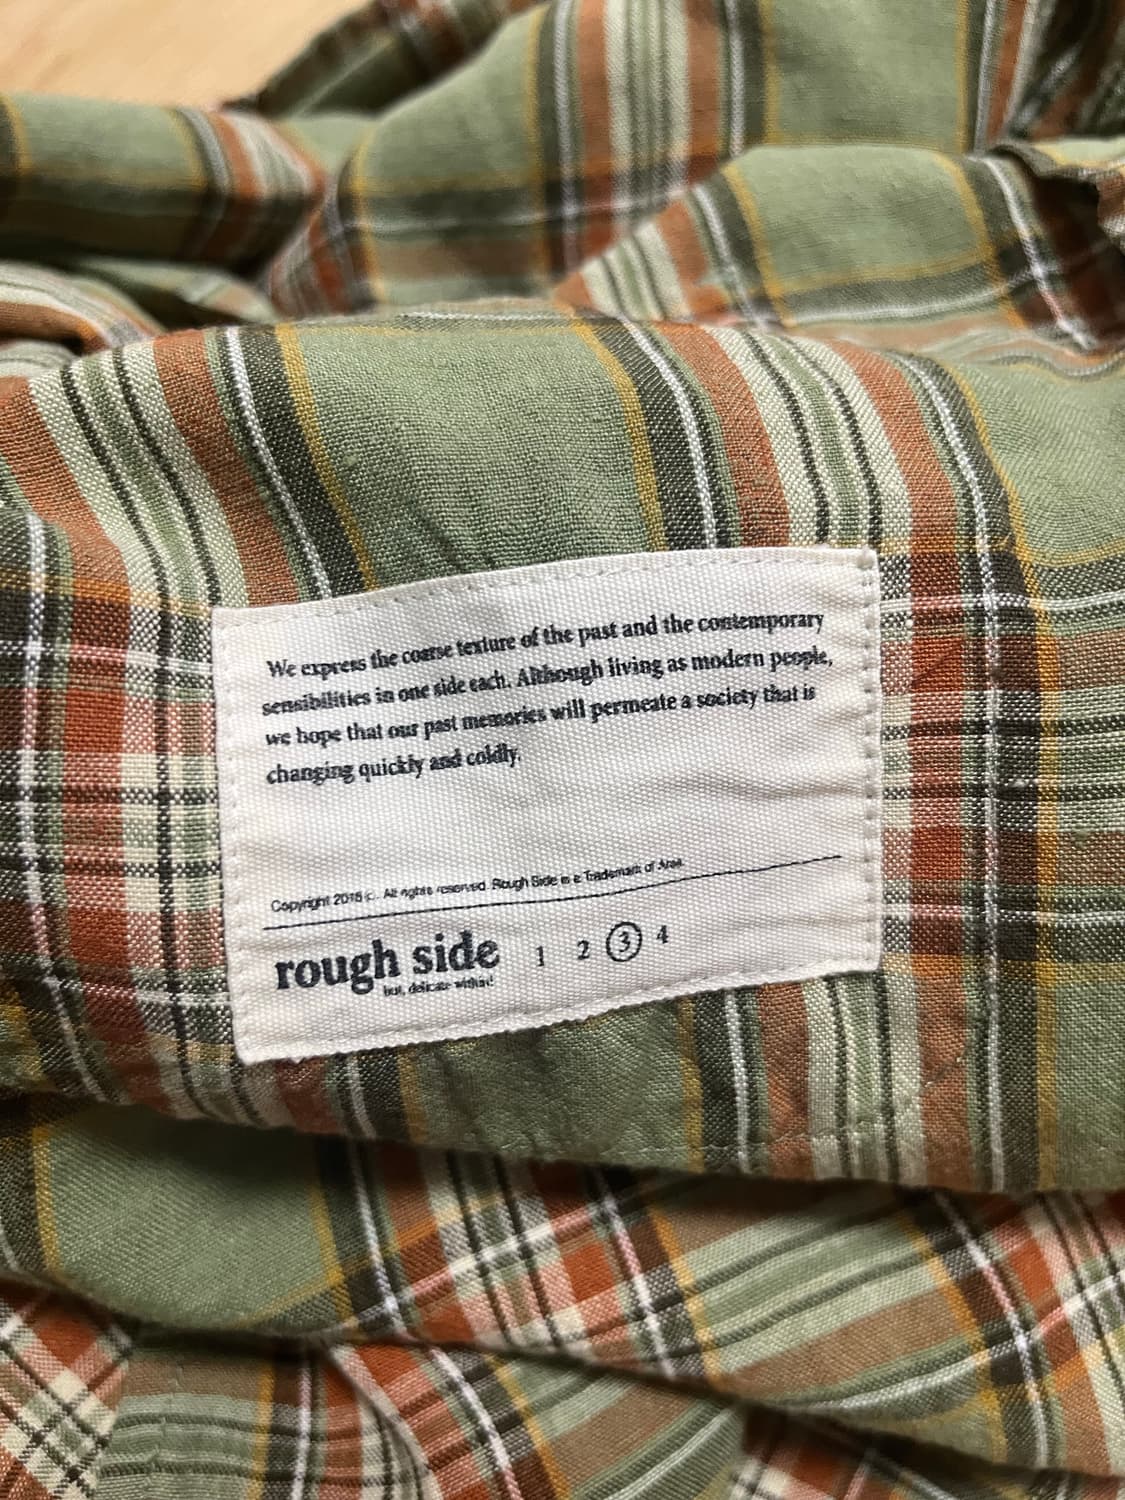 We express the coarse texture of the past and the contemporary
sensibilities in one side each. Although living as modern people,
we hope that our past memories will permeate a society that is
changing quickly and coldly.
Copyright 2016 c. All rights reserved. Rough Side is a Trademark of Area.
rough side 1 2 3 4
but, delicate within!